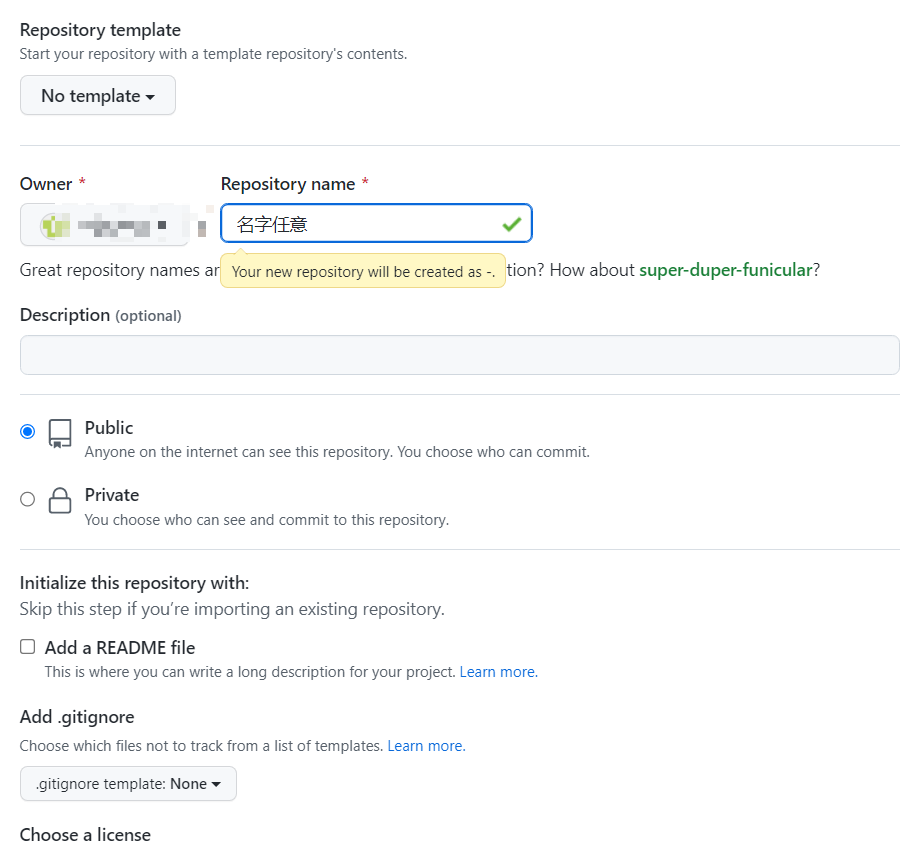 Repository template
Start your repository with a template repository's contents.
No template
Owner * Repository name *
名字任意
Great repository names ar
Your new repository will be created as -.
tion? How about super-duper-funicular?
Description (optional)
Public
Anyone on the internet can see this repository. You choose who can commit.
Private
You choose who can see and commit to this repository.
Initialize this repository with:
Skip this step if you’re importing an existing repository.
Add a README file
This is where you can write a long description for your project. Learn more.
Add .gitignore
Choose which files not to track from a list of templates. Learn more.
.gitignore template: None
Choose a license